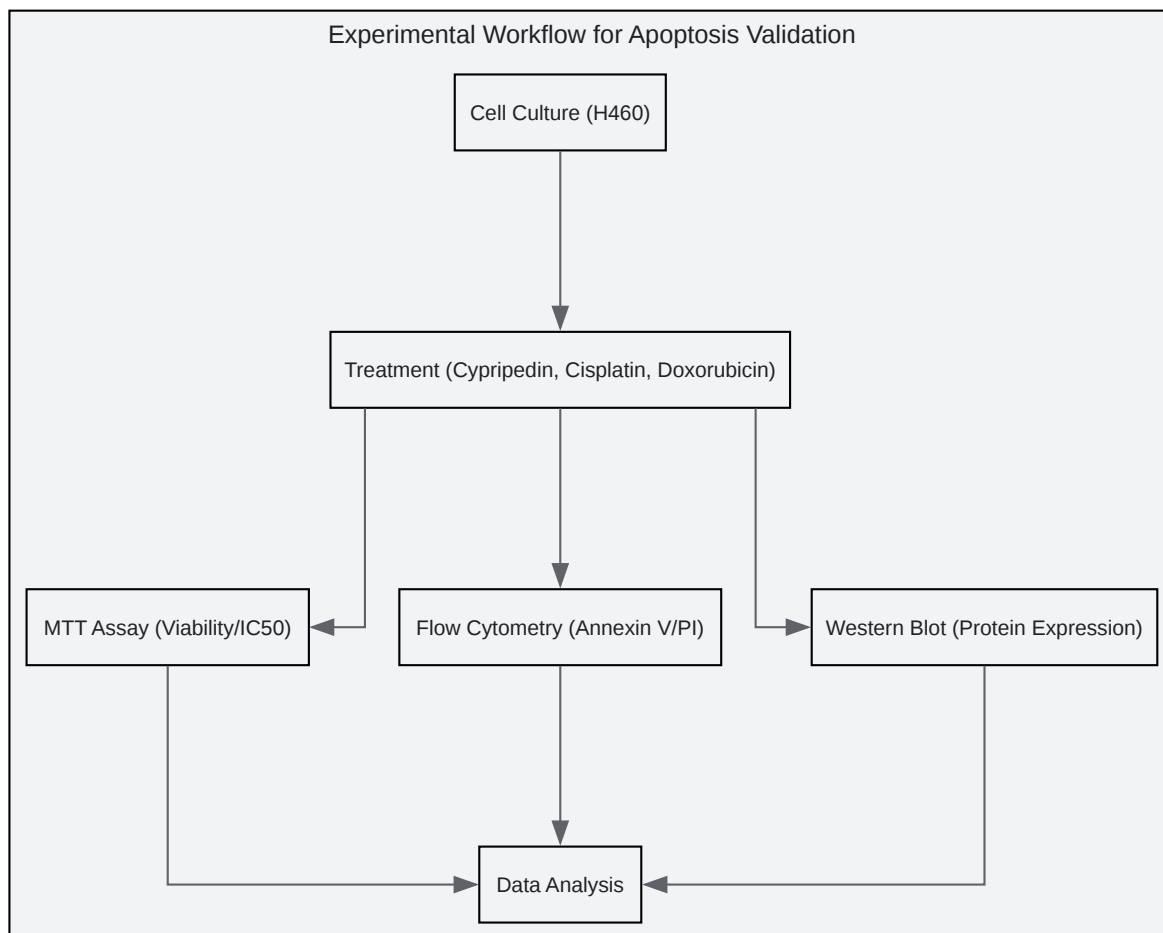 Experimental Workflow for Apoptosis Validation
Cell Culture (H460)
Treatment (Cypripedin, Cisplatin, Doxorubicin)
MTT Assay (Viability/IC50)
Flow Cytometry (Annexin V/PI)
Western Blot (Protein Expression)
Data Analysis